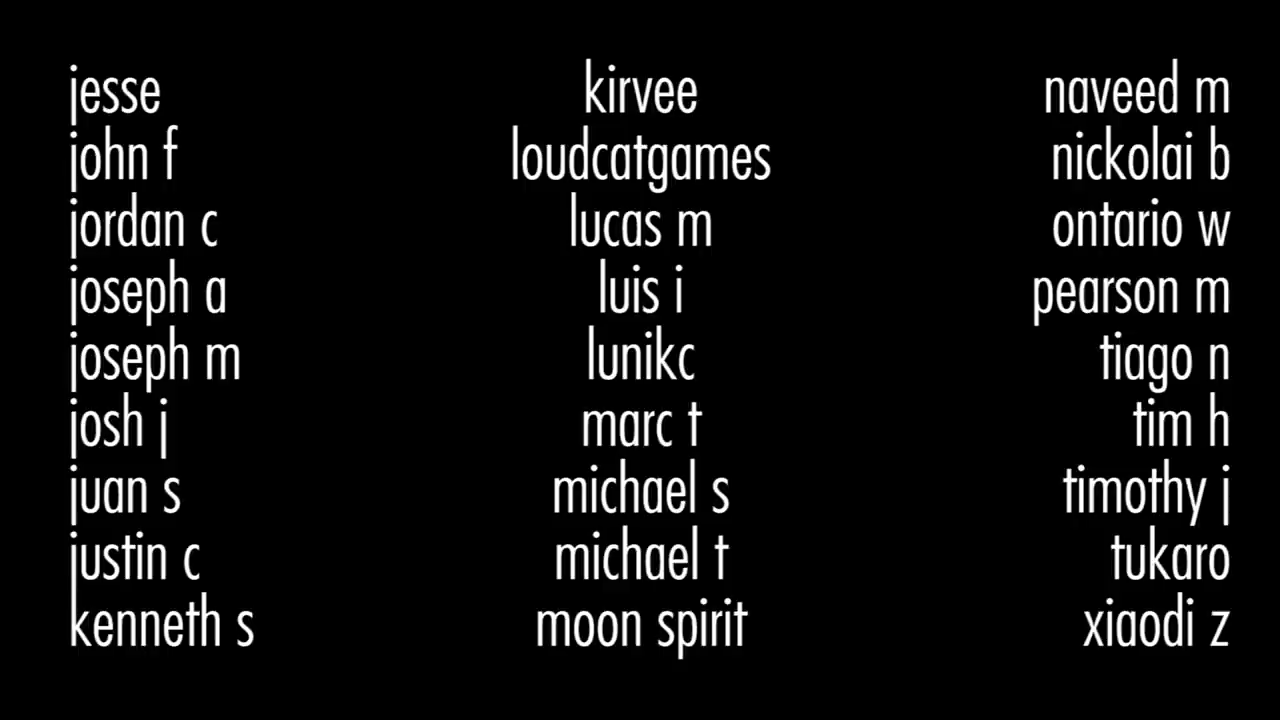 jesse
john f
jordan c
joseph a
joseph m
josh j
juan s
justin c
kenneth s
kirvee
loudcatgames
lucas m
luis i
lunikc
marc t
michael s
michael t
moon spirit
naveed m
nickolai b
ontario w
pearson m
tiago n
tim h
timothy j
tukaro
xiaodi z